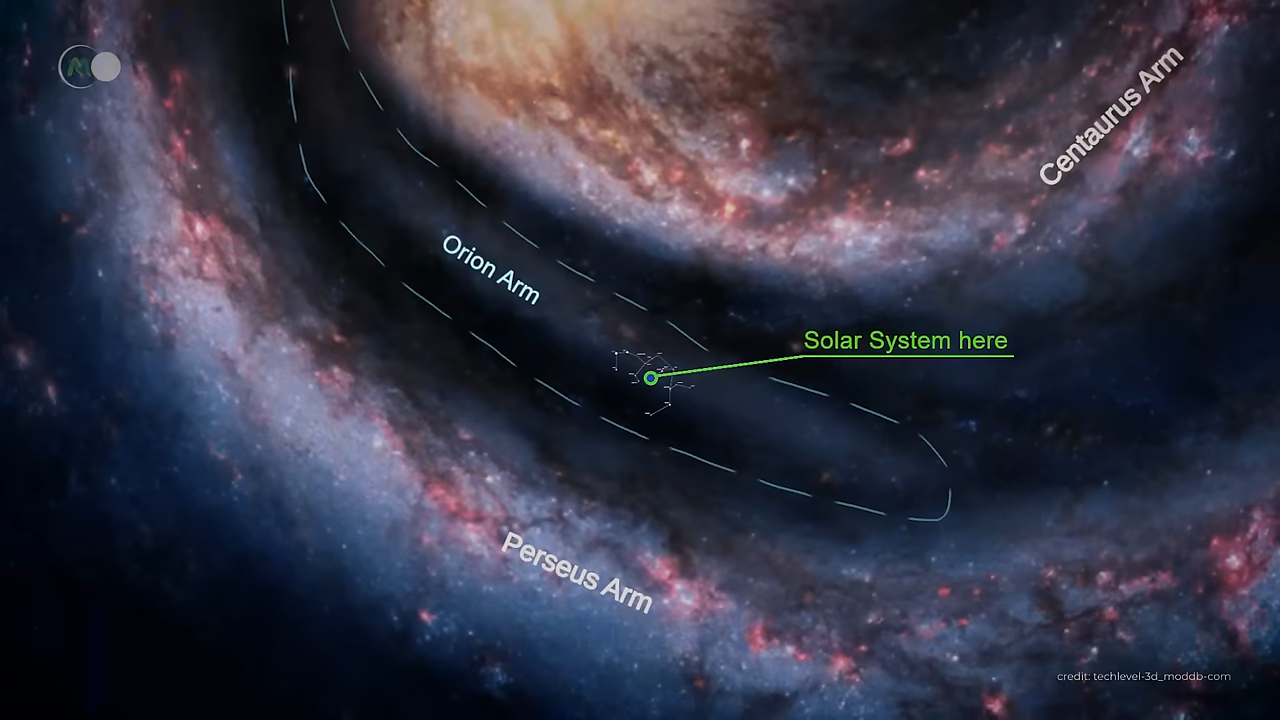 Centaurus Arm
Orion Arm
Solar System here
Perseus Arm
credit: techlevel-3d_moddb-com